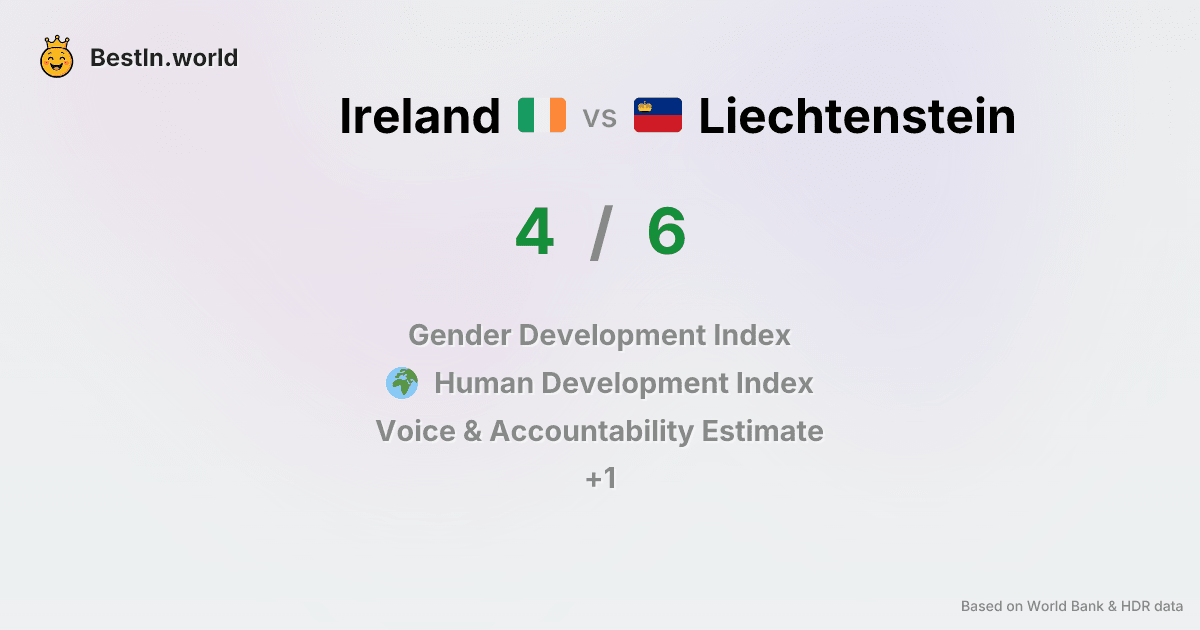 BestIn.world
Ireland vs Liechtenstein
4 / 6
Gender Development Index
Human Development Index
Voice & Accountability Estimate
+1
Based on World Bank & HDR data